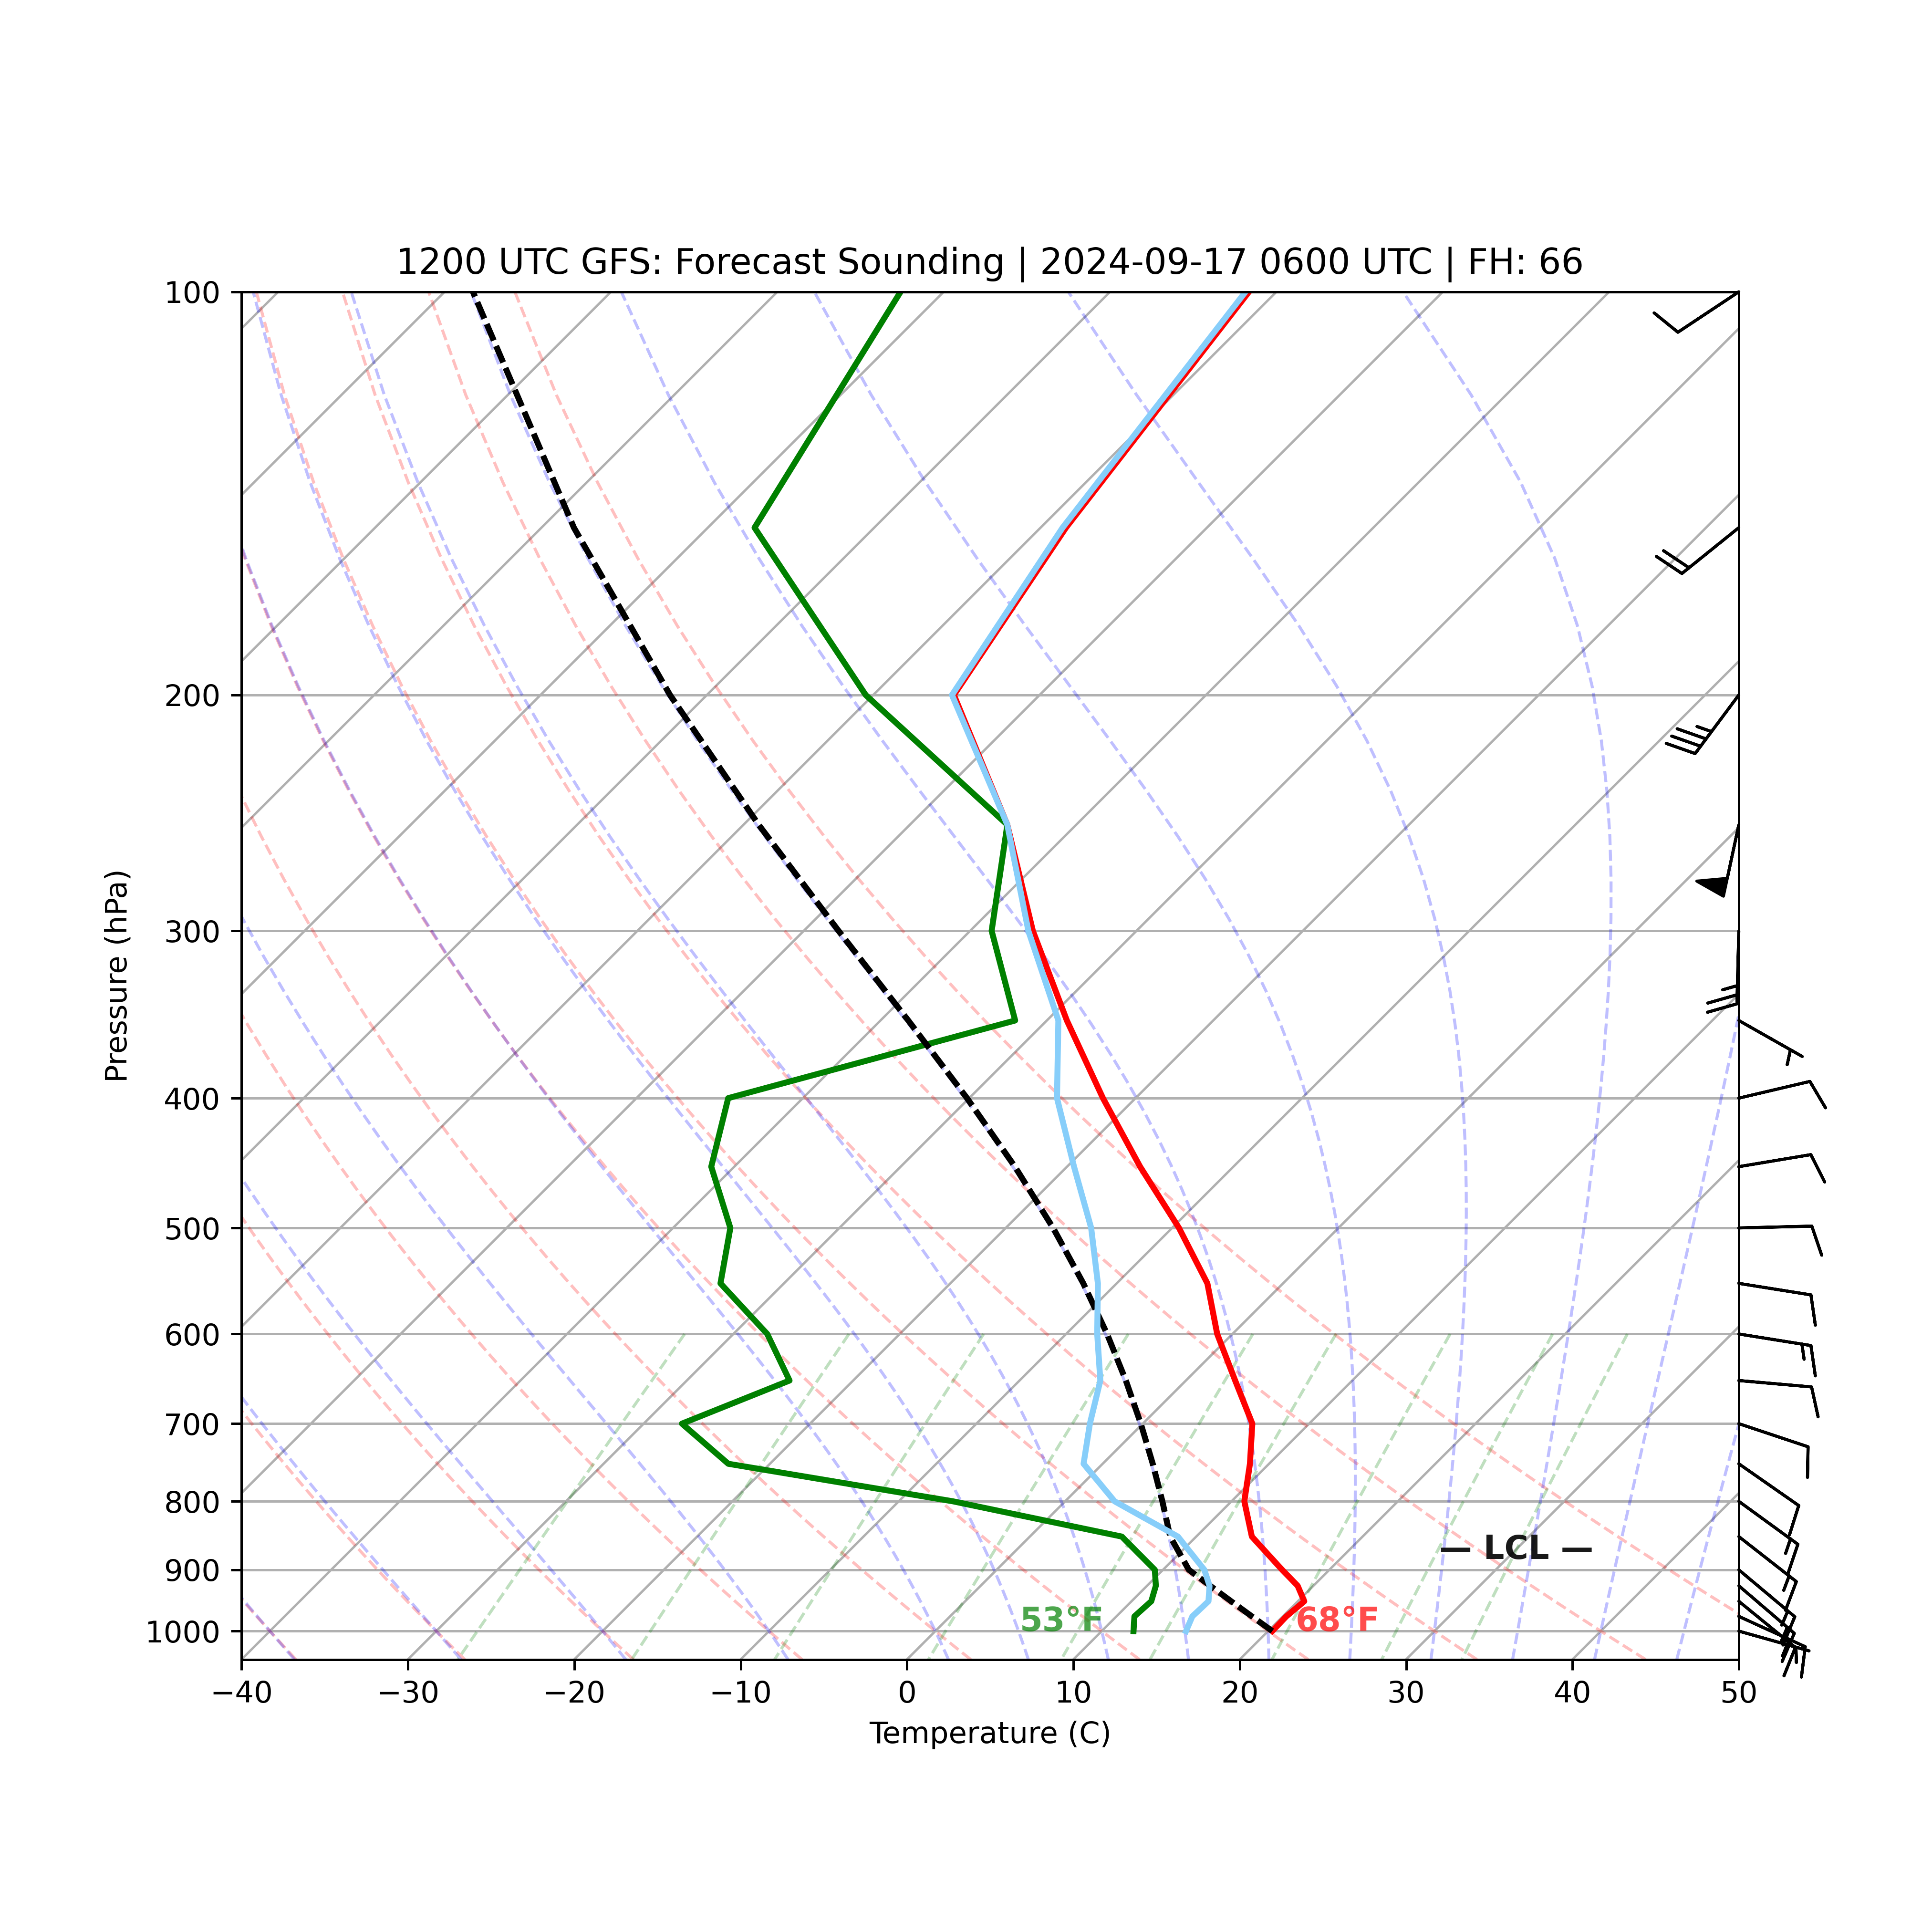 1200 UTC GFS: Forecast Sounding | 2024-09-17 0600 UTC | FH: 66
100
200
300
400
500
600
700
800
900
1000
Pressure (hPa)
— LCL —
53°F
68°F
−40 −30 −20 −10 0 10 20 30 40 50
Temperature (C)